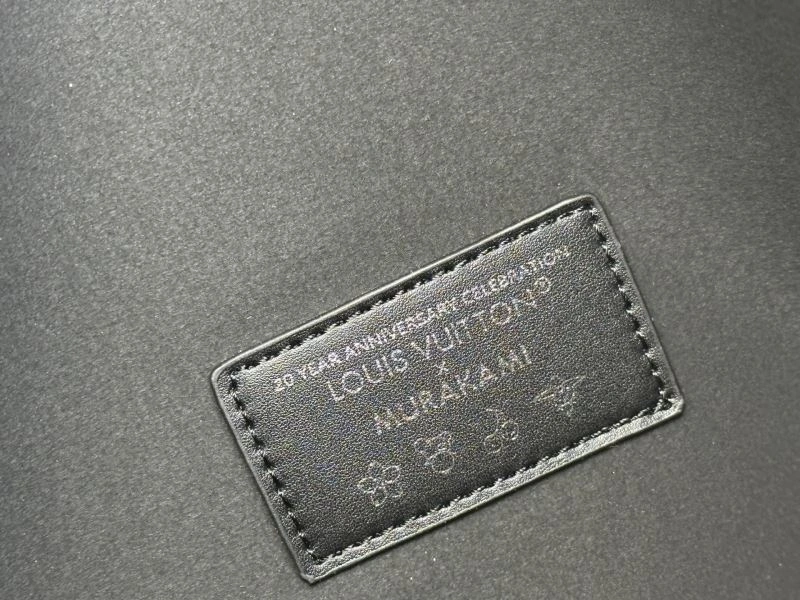 20 YEAR ANNIVERSARY CELEBRATION
LOUIS VUITTON®
×
MURAKAMI